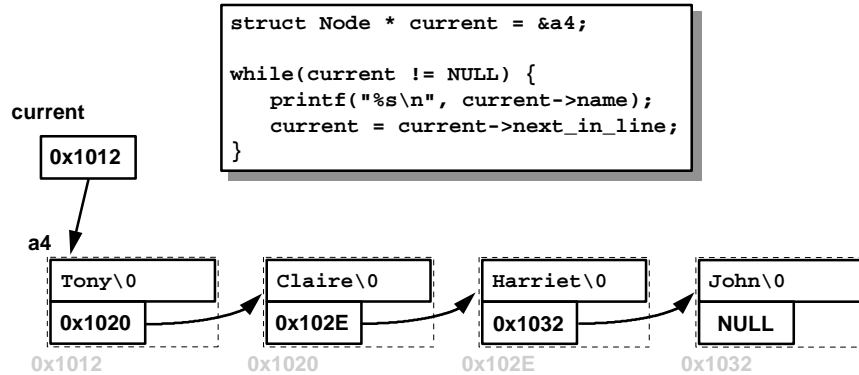 struct Node * current = &a4;
while(current != NULL) {
printf("%s\n", current->name);
current = current->next_in_line;
}
current
0x1012
a4
Tony\0 Claire\0 Harriet\0 John\0
0x1020 0x102E 0x1032 NULL
0x1012 0x1020 0x102E 0x1032